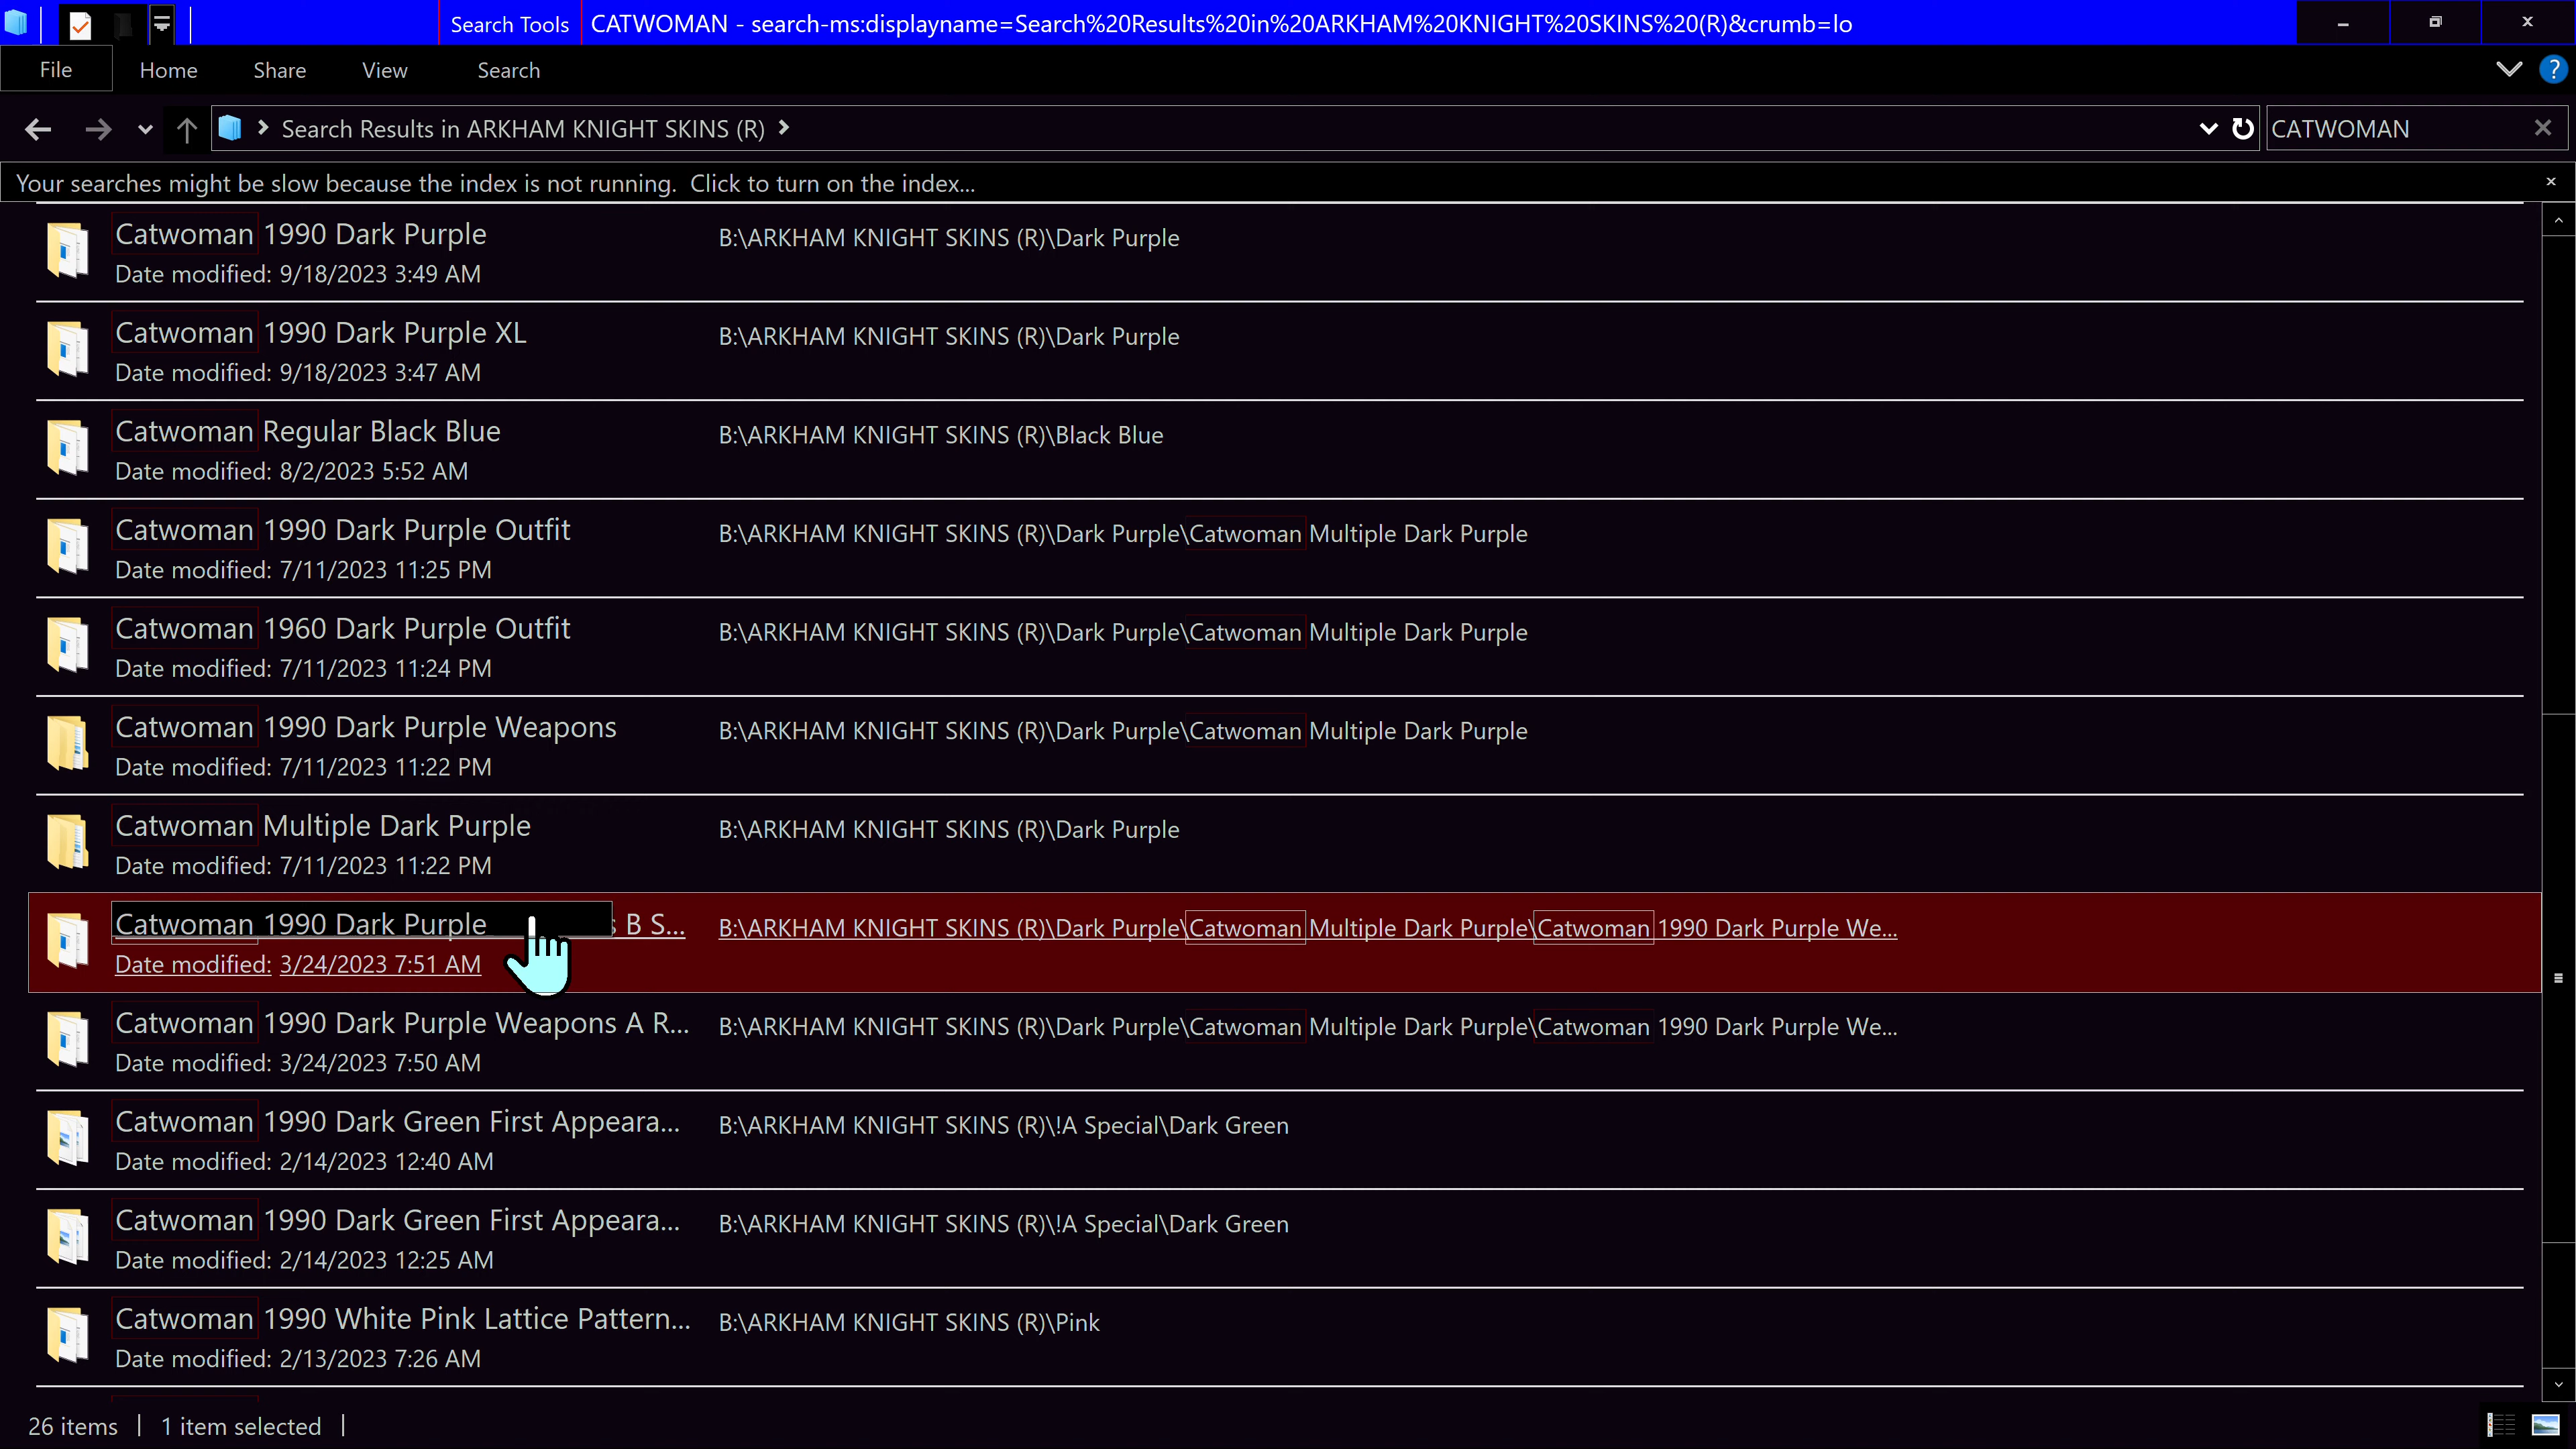 Search Tools CATWOMAN - search-ms:displayname=Search%20Results%20in%20ARKHAM%20KNIGHT%20SKINS%20(R)&crumb=lo
File Home Share View Search
Search Results in ARKHAM KNIGHT SKINS (R) CATWOMAN
Your searches might be slow because the index is not running. Click to turn on the index...
Catwoman 1990 Dark Purple B:\ARKHAM KNIGHT SKINS (R)\Dark Purple
Date modified: 9/18/2023 3:49 AM
Catwoman 1990 Dark Purple XL B:\ARKHAM KNIGHT SKINS (R)\Dark Purple
Date modified: 9/18/2023 3:47 AM
Catwoman Regular Black Blue B:\ARKHAM KNIGHT SKINS (R)\Black Blue
Date modified: 8/2/2023 5:52 AM
Catwoman 1990 Dark Purple Outfit B:\ARKHAM KNIGHT SKINS (R)\Dark Purple\Catwoman Multiple Dark Purple
Date modified: 7/11/2023 11:25 PM
Catwoman 1960 Dark Purple Outfit B:\ARKHAM KNIGHT SKINS (R)\Dark Purple\Catwoman Multiple Dark Purple
Date modified: 7/11/2023 11:24 PM
Catwoman 1990 Dark Purple Weapons B:\ARKHAM KNIGHT SKINS (R)\Dark Purple\Catwoman Multiple Dark Purple
Date modified: 7/11/2023 11:22 PM
Catwoman Multiple Dark Purple B:\ARKHAM KNIGHT SKINS (R)\Dark Purple
Date modified: 7/11/2023 11:22 PM
Catwoman 1990 Dark Purple B S... B:\ARKHAM KNIGHT SKINS (R)\Dark Purple\Catwoman Multiple Dark Purple\Catwoman 1990 Dark Purple We...
Date modified: 3/24/2023 7:51 AM
Catwoman 1990 Dark Purple Weapons A R... B:\ARKHAM KNIGHT SKINS (R)\Dark Purple\Catwoman Multiple Dark Purple\Catwoman 1990 Dark Purple We...
Date modified: 3/24/2023 7:50 AM
Catwoman 1990 Dark Green First Appeara... B:\ARKHAM KNIGHT SKINS (R)\!A Special\Dark Green
Date modified: 2/14/2023 12:40 AM
Catwoman 1990 Dark Green First Appeara... B:\ARKHAM KNIGHT SKINS (R)\!A Special\Dark Green
Date modified: 2/14/2023 12:25 AM
Catwoman 1990 White Pink Lattice Pattern... B:\ARKHAM KNIGHT SKINS (R)\Pink
Date modified: 2/13/2023 7:26 AM
26 items 1 item selected